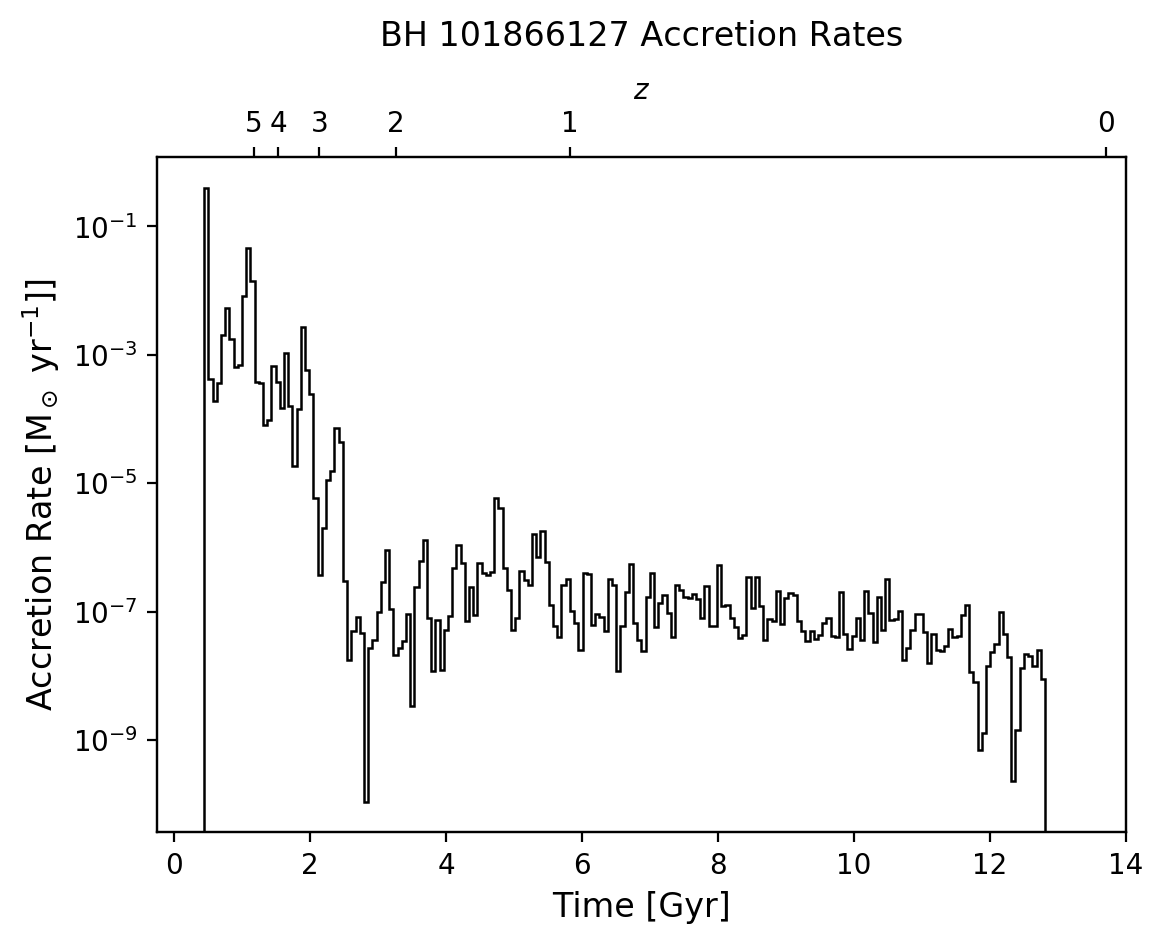 BH 101866127 Accretion Rates
z
5 4 3 2 1 0
Accretion Rate [M⊙ yr⁻¹]]
10⁻¹
10⁻³
10⁻⁵
10⁻⁷
10⁻⁹
0 2 4 6 8 10 12 14
Time [Gyr]